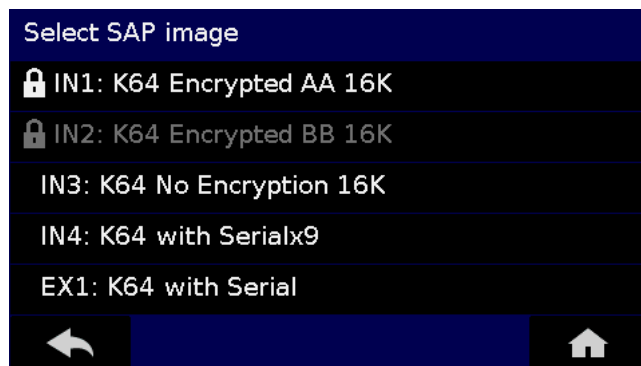 Select SAP image
IN1: K64 Encrypted AA 16K
IN2: K64 Encrypted BB 16K
IN3: K64 No Encryption 16K
IN4: K64 with Serialx9
EX1: K64 with Serial